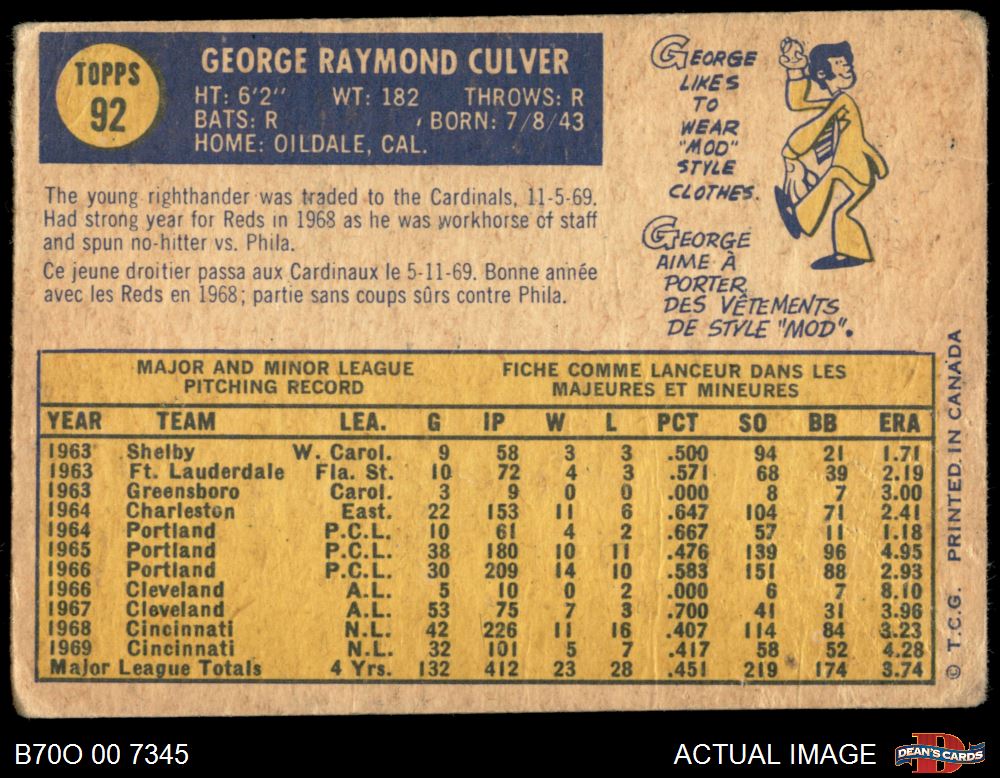 TOPPS
92
GEORGE RAYMOND CULVER
HT: 6'2" WT: 182 THROWS: R
BATS: R BORN: 7/8/43
HOME: OILDALE, CAL.
The young righthander was traded to the Cardinals, 11-5-69.
Had strong year for Reds in 1968 as he was workhorse of staff
and spun no-hitter vs. Phila.
Ce jeune droitier passa aux Cardinaux le 5-11-69. Bonne année
avec les Reds en 1968; partie sans coups sûrs contre Phila.
GEORGE
LIKES
TO
WEAR
"MOD"
STYLE
CLOTHES.
GEORGE
AIME À
PORTER
DES VÊTEMENTS
DE STYLE "MOD".
MAJOR AND MINOR LEAGUE
PITCHING RECORD
FICHE COMME LANCEUR DANS LES
MAJEURES ET MINEURES
YEAR TEAM LEA. G IP W L PCT SO BB ERA
1963 Shelby W. Carol. 9 58 3 3 .500 94 21 1.71
1963 Ft. Lauderdale Fla. St. 10 72 4 3 .571 68 39 2.19
1963 Greensboro Carol. 3 9 0 0 .000 8 7 3.00
1964 Charleston East. 22 153 11 6 .647 104 71 2.41
1964 Portland P.C.L. 10 61 4 2 .667 57 11 1.18
1965 Portland P.C.L. 38 180 10 11 .476 139 96 4.95
1966 Portland P.C.L. 30 209 14 10 .583 151 88 2.93
1966 Cleveland A.L. 5 10 0 2 .000 6 7 8.10
1967 Cleveland A.L. 53 75 7 3 .700 41 31 3.96
1968 Cincinnati N.L. 42 226 11 16 .407 114 84 3.23
1969 Cincinnati N.L. 32 101 5 7 .417 58 52 4.28
Major League Totals 4 Yrs. 132 412 23 28 .451 219 174 3.74
© T.C.G. PRINTED IN CANADA
B70O 00 7345
ACTUAL IMAGE
DEAN'S CARDS